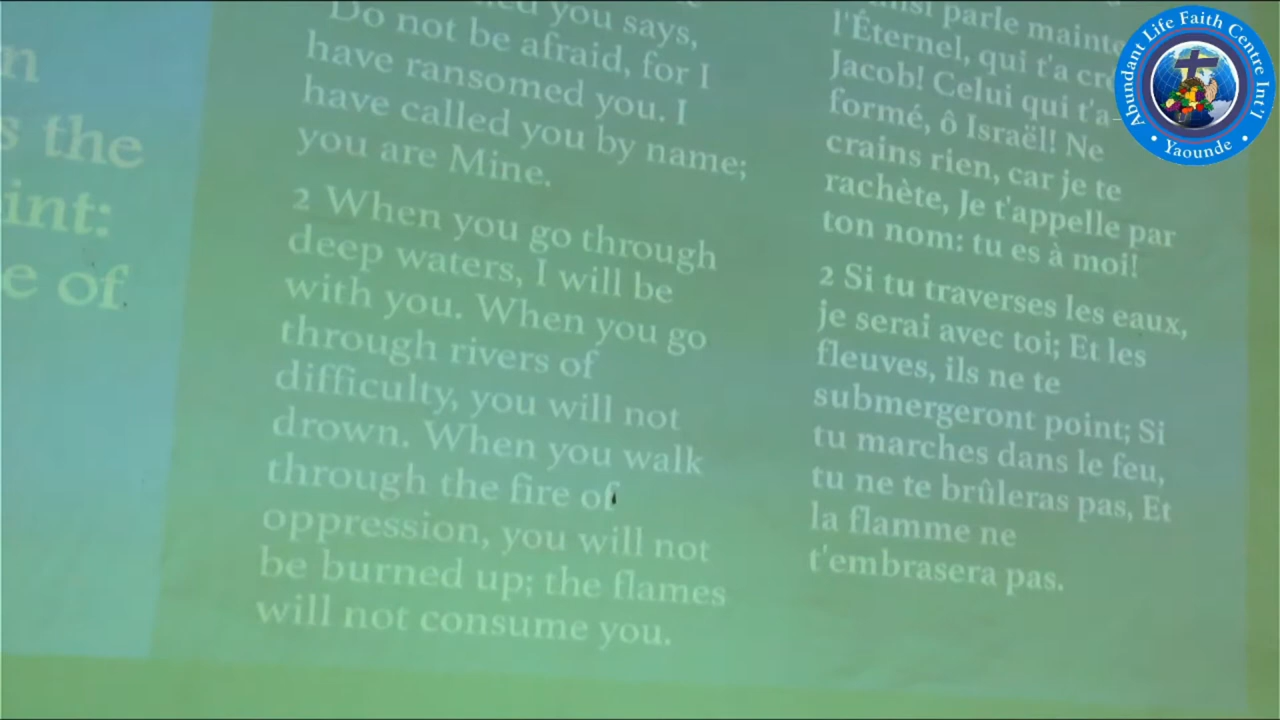 n
s the
int:
e of
you says,
Do not be afraid, for I
have ransomed you. I
have called you by name;
you are Mine.
2 When you go through
deep waters, I will be
with you. When you go
through rivers of
difficulty, you will not
drown. When you walk
through the fire of
oppression, you will not
be burned up; the flames
will not consume you.
parle mainte
l'Éternel, qui t'a cr
Jacob! Celui qui t'a
formé, ô Israël! Ne
crains rien, car je te
rachète, Je t'appelle par
ton nom: tu es à moi!
2 Si tu traverses les eaux,
je serai avec toi; Et les
fleuves, ils ne te
submergeront point; Si
tu marches dans le feu,
tu ne te brûleras pas, Et
la flamme ne
t'embrasera pas.
Abundant Life Faith Centre Int'l
• Yaounde •